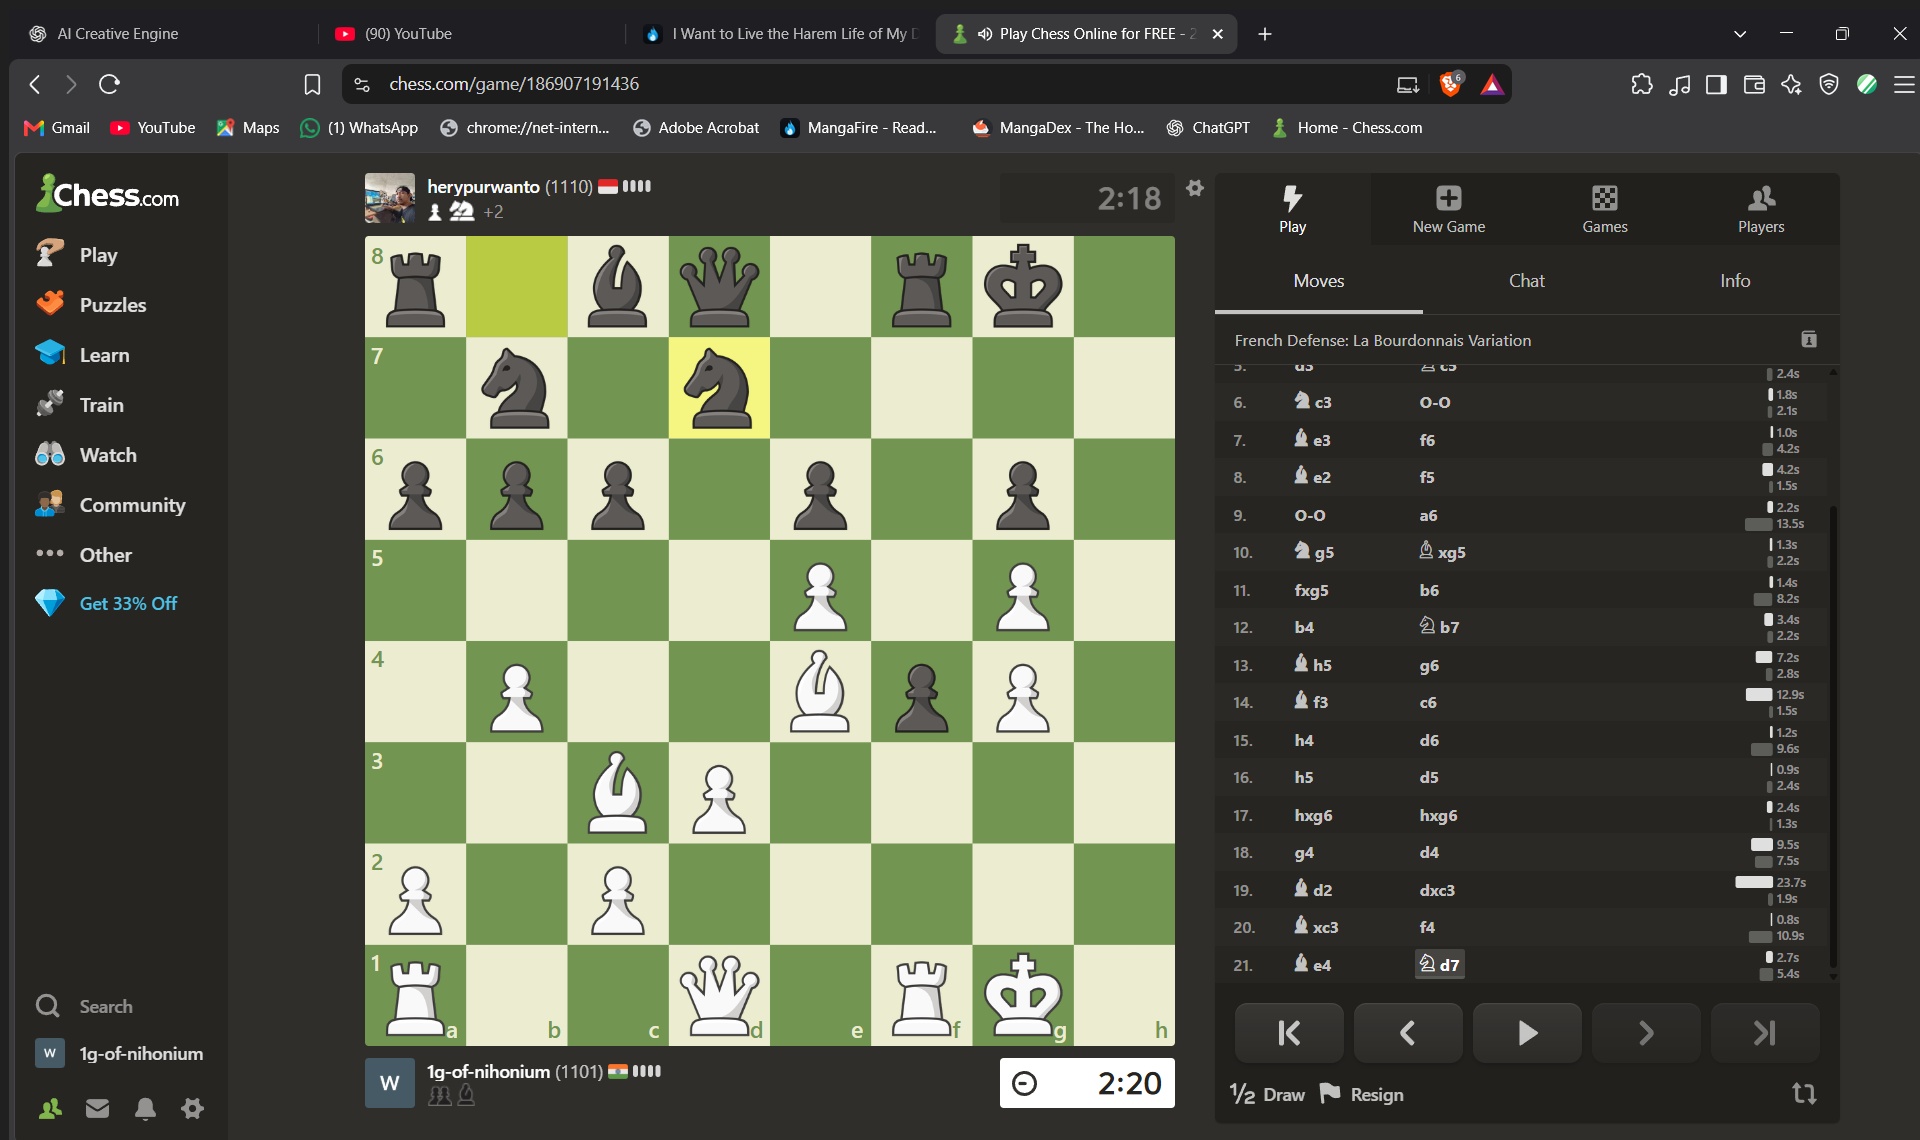 AI Creative Engine
(90) YouTube
I Want to Live the Harem Life of My D
Play Chess Online for FREE - 2
chess.com/game/186907191436
6
Gmail
YouTube
Maps
(1) WhatsApp
chrome://net-intern...
Adobe Acrobat
MangaFire - Read...
MangaDex - The Ho...
ChatGPT
Home - Chess.com
Chess.com
Play
Puzzles
Learn
Train
Watch
Community
Other
Get 33% Off
Search
W 1g-of-nihonium
herypurwanto (1110)
+2
2:18
8
7
6
5
4
3
2
1
a b c d e f g h
W
1g-of-nihonium (1101)
2:20
Play
New Game
Games
Players
Moves
Chat
Info
French Defense: La Bourdonnais Variation
5. d3 c5 2.4s
6. c3 O-O 1.8s 2.1s
7. e3 f6 1.0s 4.2s
8. e2 f5 4.2s 1.5s
9. O-O a6 2.2s 13.5s
10. g5 xg5 1.3s 2.2s
11. fxg5 b6 1.4s 8.2s
12. b4 b7 3.4s 2.2s
13. h5 g6 7.2s 2.8s
14. f3 c6 12.9s 1.5s
15. h4 d6 1.2s 9.6s
16. h5 d5 0.9s 2.4s
17. hxg6 hxg6 2.4s 1.3s
18. g4 d4 9.5s 7.5s
19. d2 dxc3 23.7s 1.9s
20. xc3 f4 0.8s 10.9s
21. e4 d7 2.7s 5.4s
½ Draw
Resign